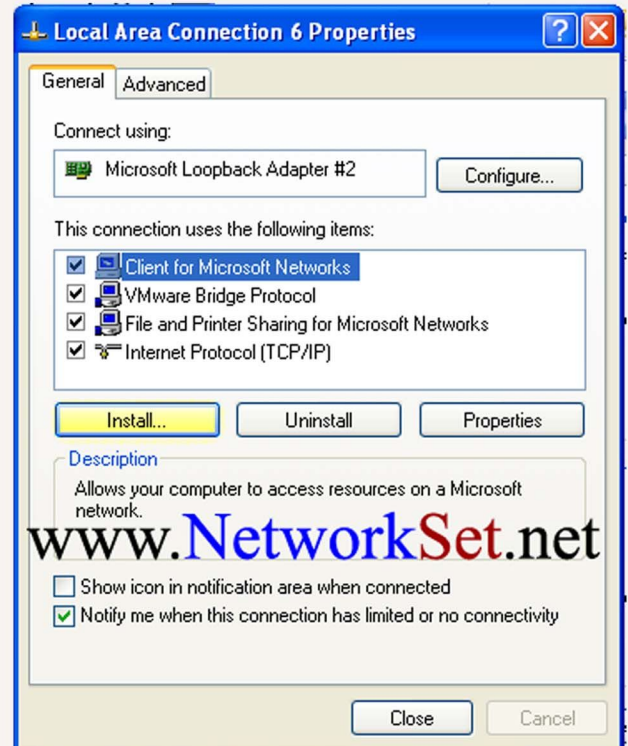 Local Area Connection 6 Properties
General Advanced
Connect using:
Microsoft Loopback Adapter #2 Configure...
This connection uses the following items:
Client for Microsoft Networks
VMware Bridge Protocol
File and Printer Sharing for Microsoft Networks
Internet Protocol (TCP/IP)
Install... Uninstall Properties
Description
Allows your computer to access resources on a Microsoft
network.
www.NetworkSet.net
Show icon in notification area when connected
Notify me when this connection has limited or no connectivity
Close Cancel